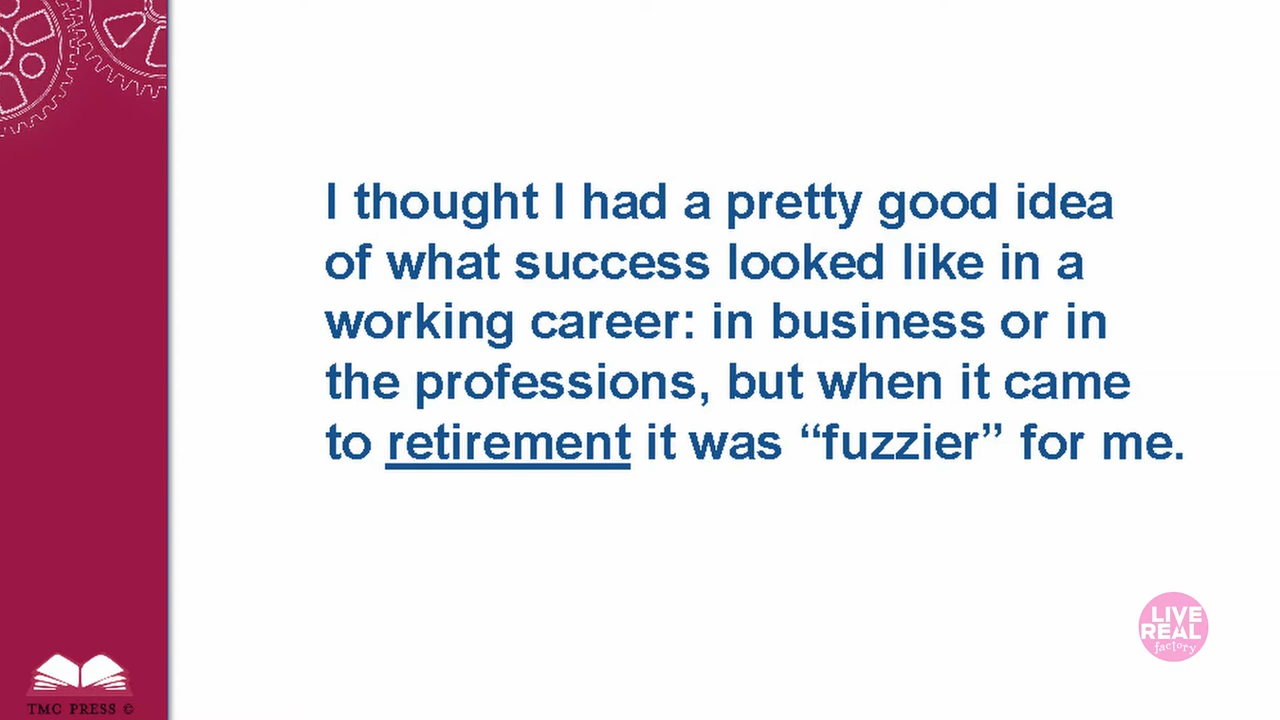 I thought I had a pretty good idea
of what success looked like in a
working career: in business or in
the professions, but when it came
to retirement it was “fuzzier” for me.
LIVE
REAL
factory
TMC PRESS ©